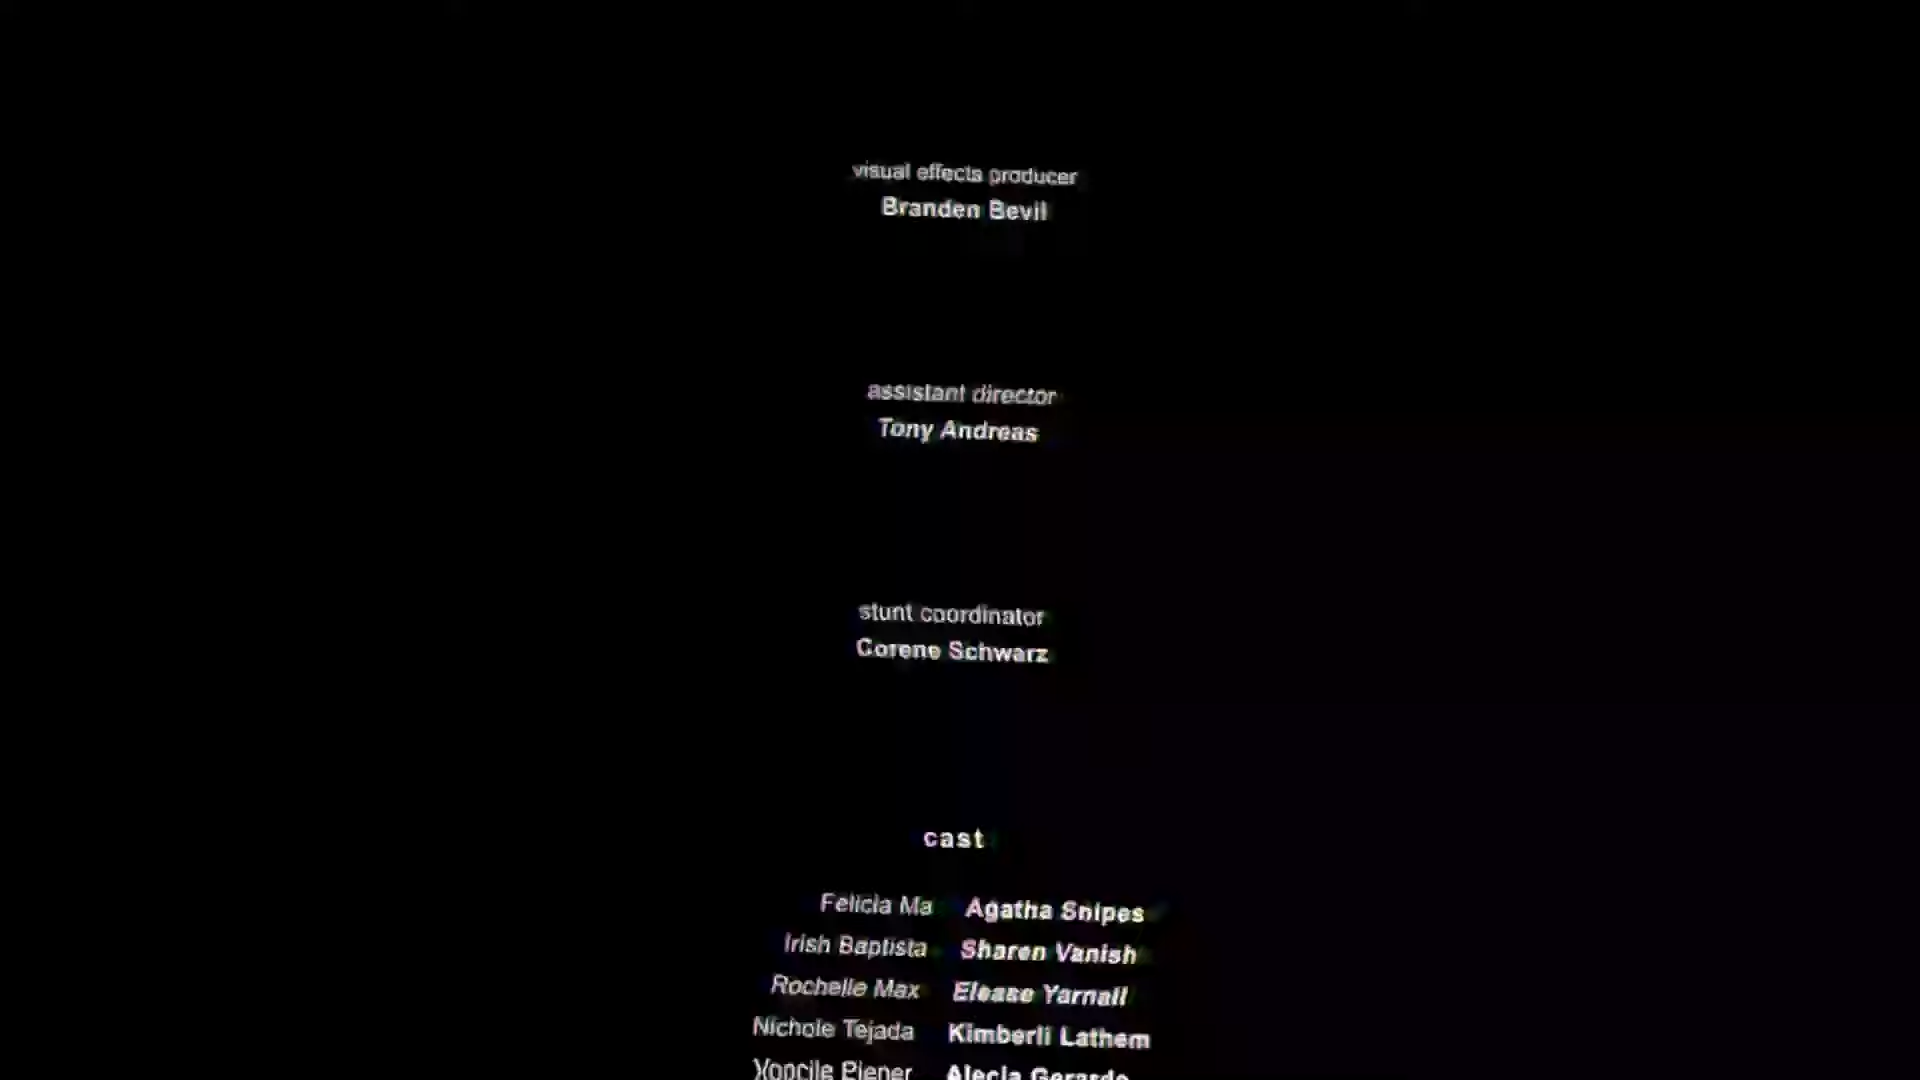 visual effects producer
Branden Bevil
assistant director
Tony Andreas
stunt coordinator
Corene Schwarz
cast
Felicia Ma Agatha Snipes
Irish Baptista Sharen Vanish
Rochelle Max Elease Yarnall
Nichole Tejada Kimberli Lathem
Alecia